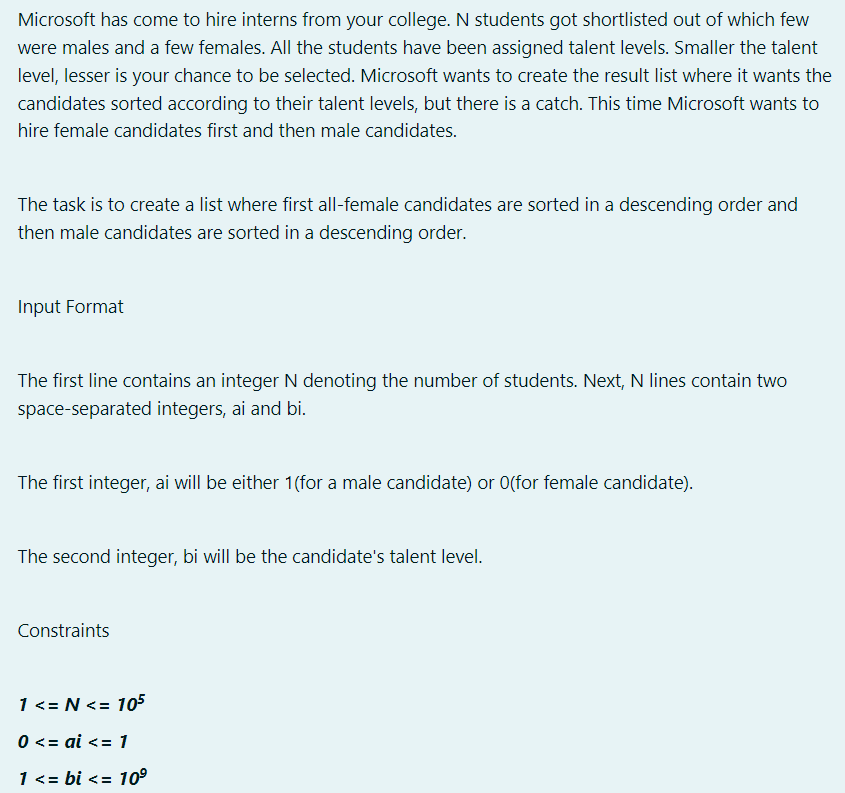 Microsoft has come to hire interns from your college. N students got shortlisted out of which few
were males and a few females. All the students have been assigned talent levels. Smaller the talent
level, lesser is your chance to be selected. Microsoft wants to create the result list where it wants the
candidates sorted according to their talent levels, but there is a catch. This time Microsoft wants to
hire female candidates first and then male candidates.
The task is to create a list where first all-female candidates are sorted in a descending order and
then male candidates are sorted in a descending order.
Input Format
The first line contains an integer N denoting the number of students. Next, N lines contain two
space-separated integers, ai and bi.
The first integer, ai will be either 1(for a male candidate) or 0(for female candidate).
The second integer, bi will be the candidate's talent level.
Constraints
1 <= N <= 10⁵
0 <= ai <= 1
1 <= bi <= 10⁹